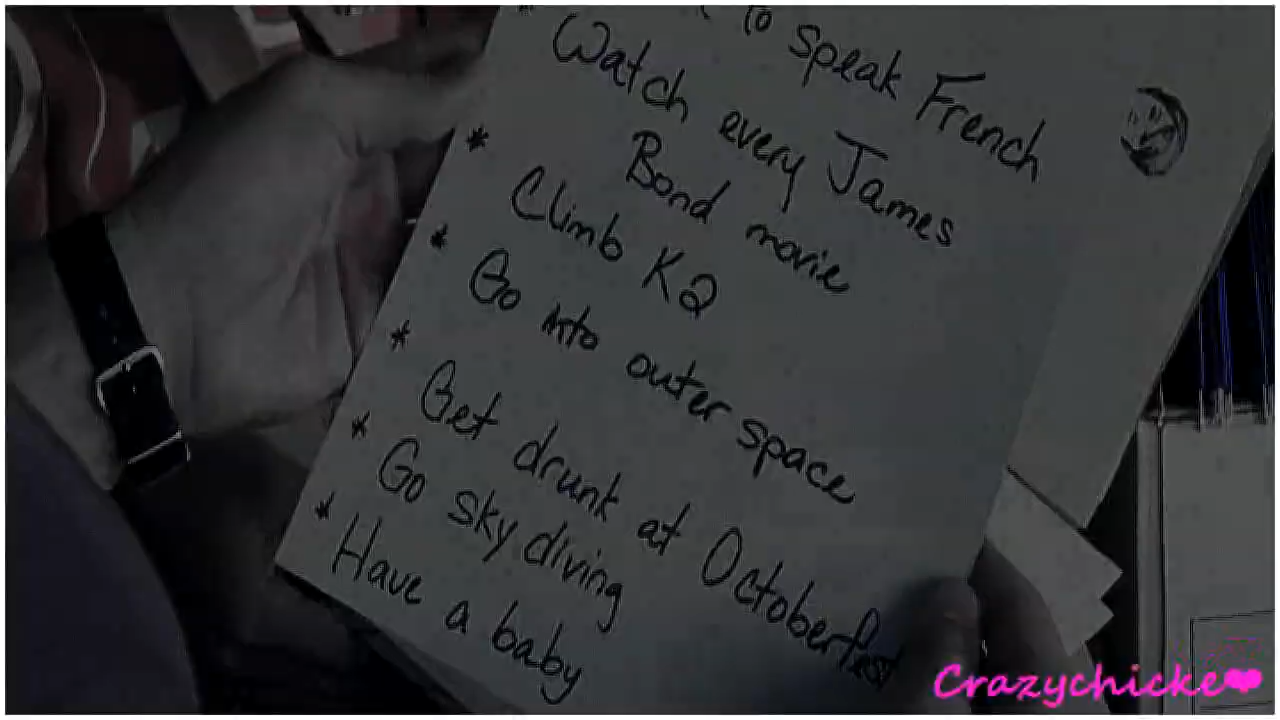 to speak French
* Watch every James
Bond movie
* Climb K2
* Go into outer space
* Get drunk at Octoberfest
* Go sky diving
* Have a baby
Crazychicke